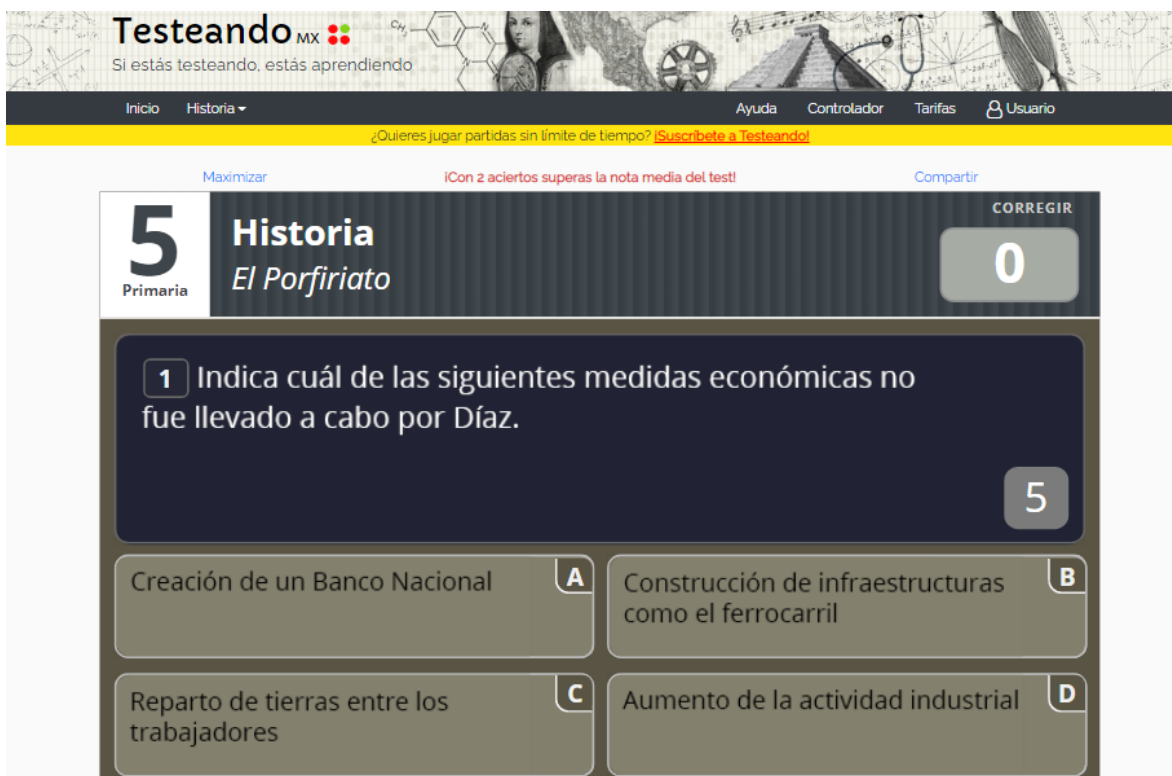 Testeando MX
Si estás testeando, estás aprendiendo
CH₃
Inicio Historia Ayuda Controlador Tarifas Usuario
¿Quieres jugar partidas sin límite de tiempo? ¡Suscríbete a Testeando!
Maximizar ¡Con 2 aciertos superas la nota media del test! Compartir
5
Primaria
Historia
El Porfiriato
CORREGIR
0
1 Indica cuál de las siguientes medidas económicas no
fue llevado a cabo por Díaz.
5
Creación de un Banco Nacional A
Construcción de infraestructuras B
como el ferrocarril
Reparto de tierras entre los C
trabajadores
Aumento de la actividad industrial D